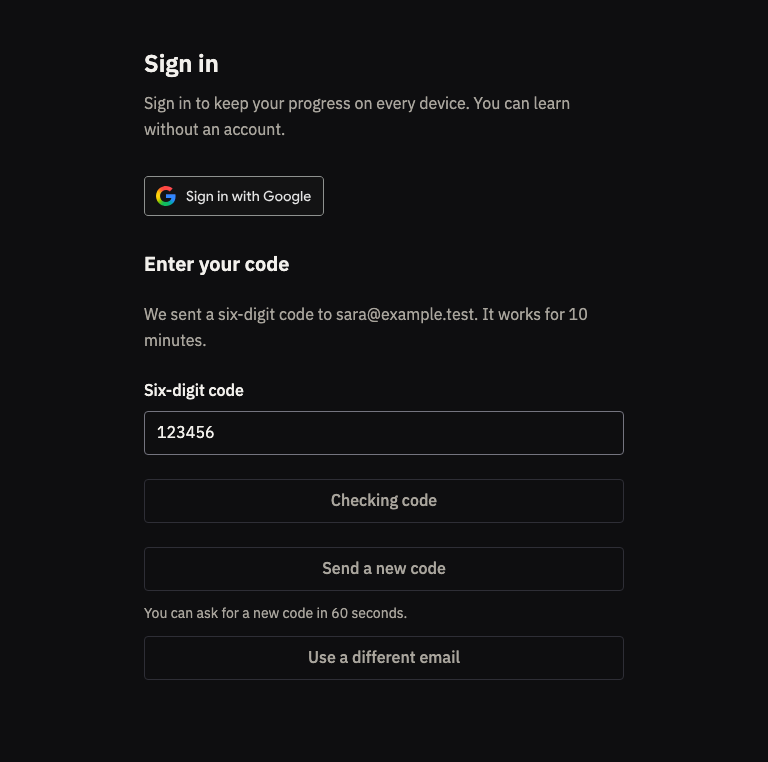 Sign in
Sign in to keep your progress on every device. You can learn
without an account.
Sign in with Google
Enter your code
We sent a six-digit code to sara@example.test. It works for 10
minutes.
Six-digit code
123456
Checking code
Send a new code
You can ask for a new code in 60 seconds.
Use a different email